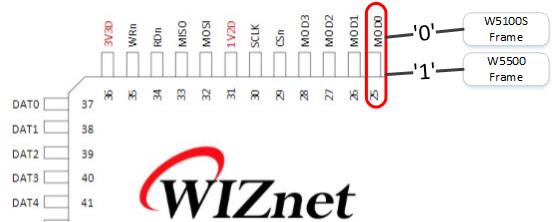 3V3D
WRn
RDn
MISO
MOSI
1V2D
SCLK
CSn
MOD3
MOD2
MOD1
MOD0
'0'
W5100S
Frame
'1'
W5500
Frame
36
35
34
33
32
31
30
29
28
27
26
25
DAT0 37
DAT1 38
DAT2 39
DAT3 40
DAT4 41
WIZnet